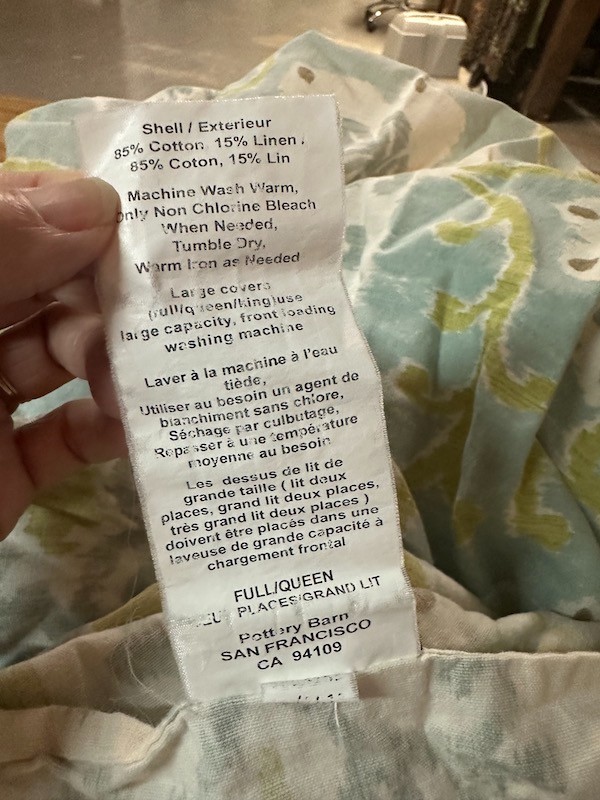 Shell / Exterieur
85% Cotton, 15% Linen /
85% Coton, 15% Lin
Machine Wash Warm,
Only Non Chlorine Bleach
When Needed,
Tumble Dry,
Warm Iron as Needed
Large covers
(full/queen/king)use
large capacity, front loading
washing machine
Laver à la machine à l'eau
tiède,
Utiliser au besoin un agent de
blanchiment sans chlore,
Séchage par culbutage,
Repasser à une température
moyenne au besoin
Les dessus de lit de
grande taille ( lit deux
places, grand lit deux places,
très grand lit deux places )
doivent être placés dans une
laveuse de grande capacité à
chargement frontal
FULL/QUEEN
PLACES/GRAND LIT
Pottery Barn
SAN FRANCISCO
CA 94109